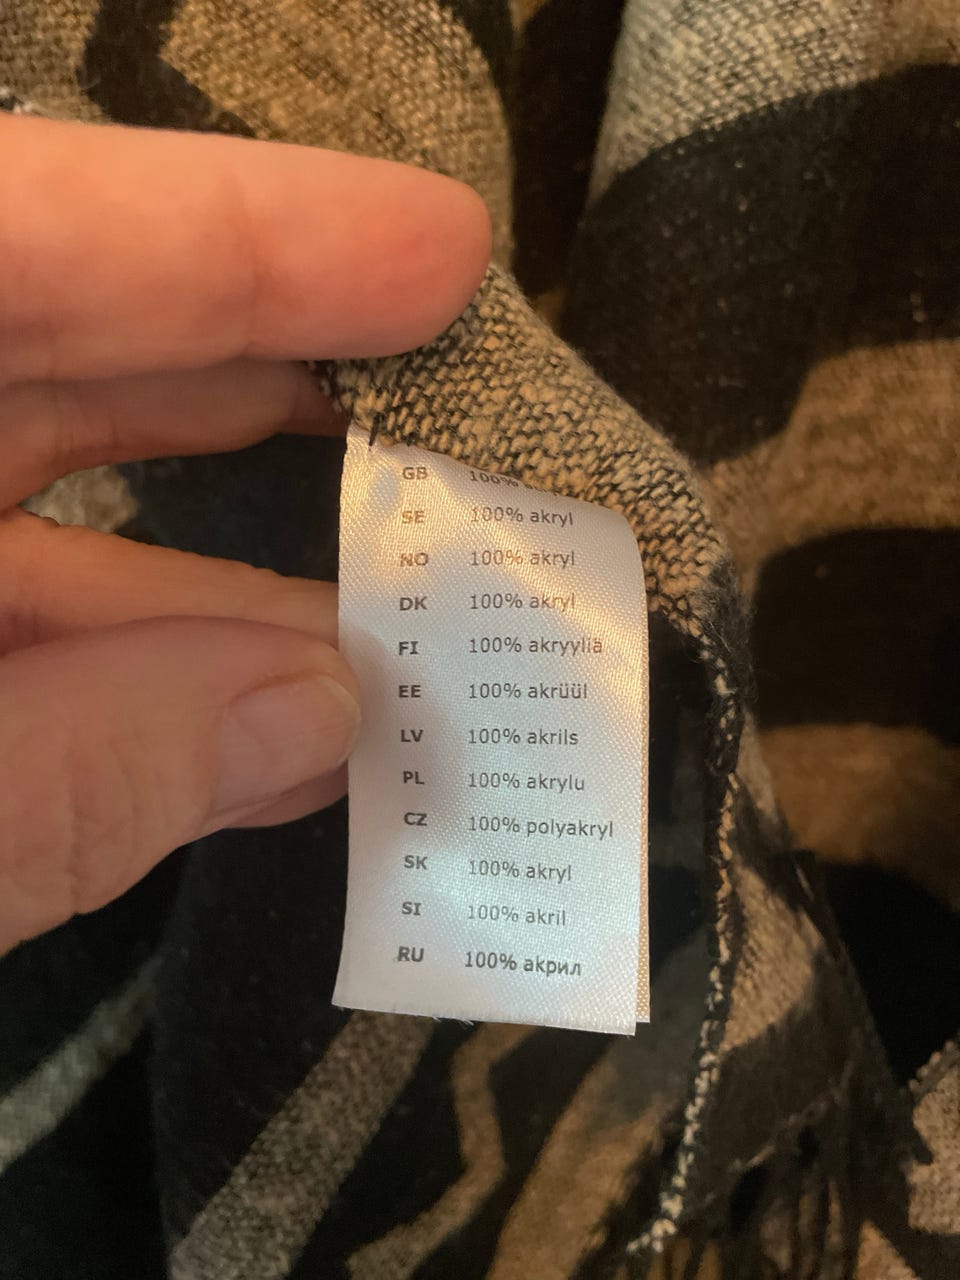 GB 100%
SE 100% akryl
NO 100% akryl
DK 100% akryl
FI 100% akryyliä
EE 100% akrüül
LV 100% akrils
PL 100% akrylu
CZ 100% polyakryl
SK 100% akryl
SI 100% akril
RU 100% акрил